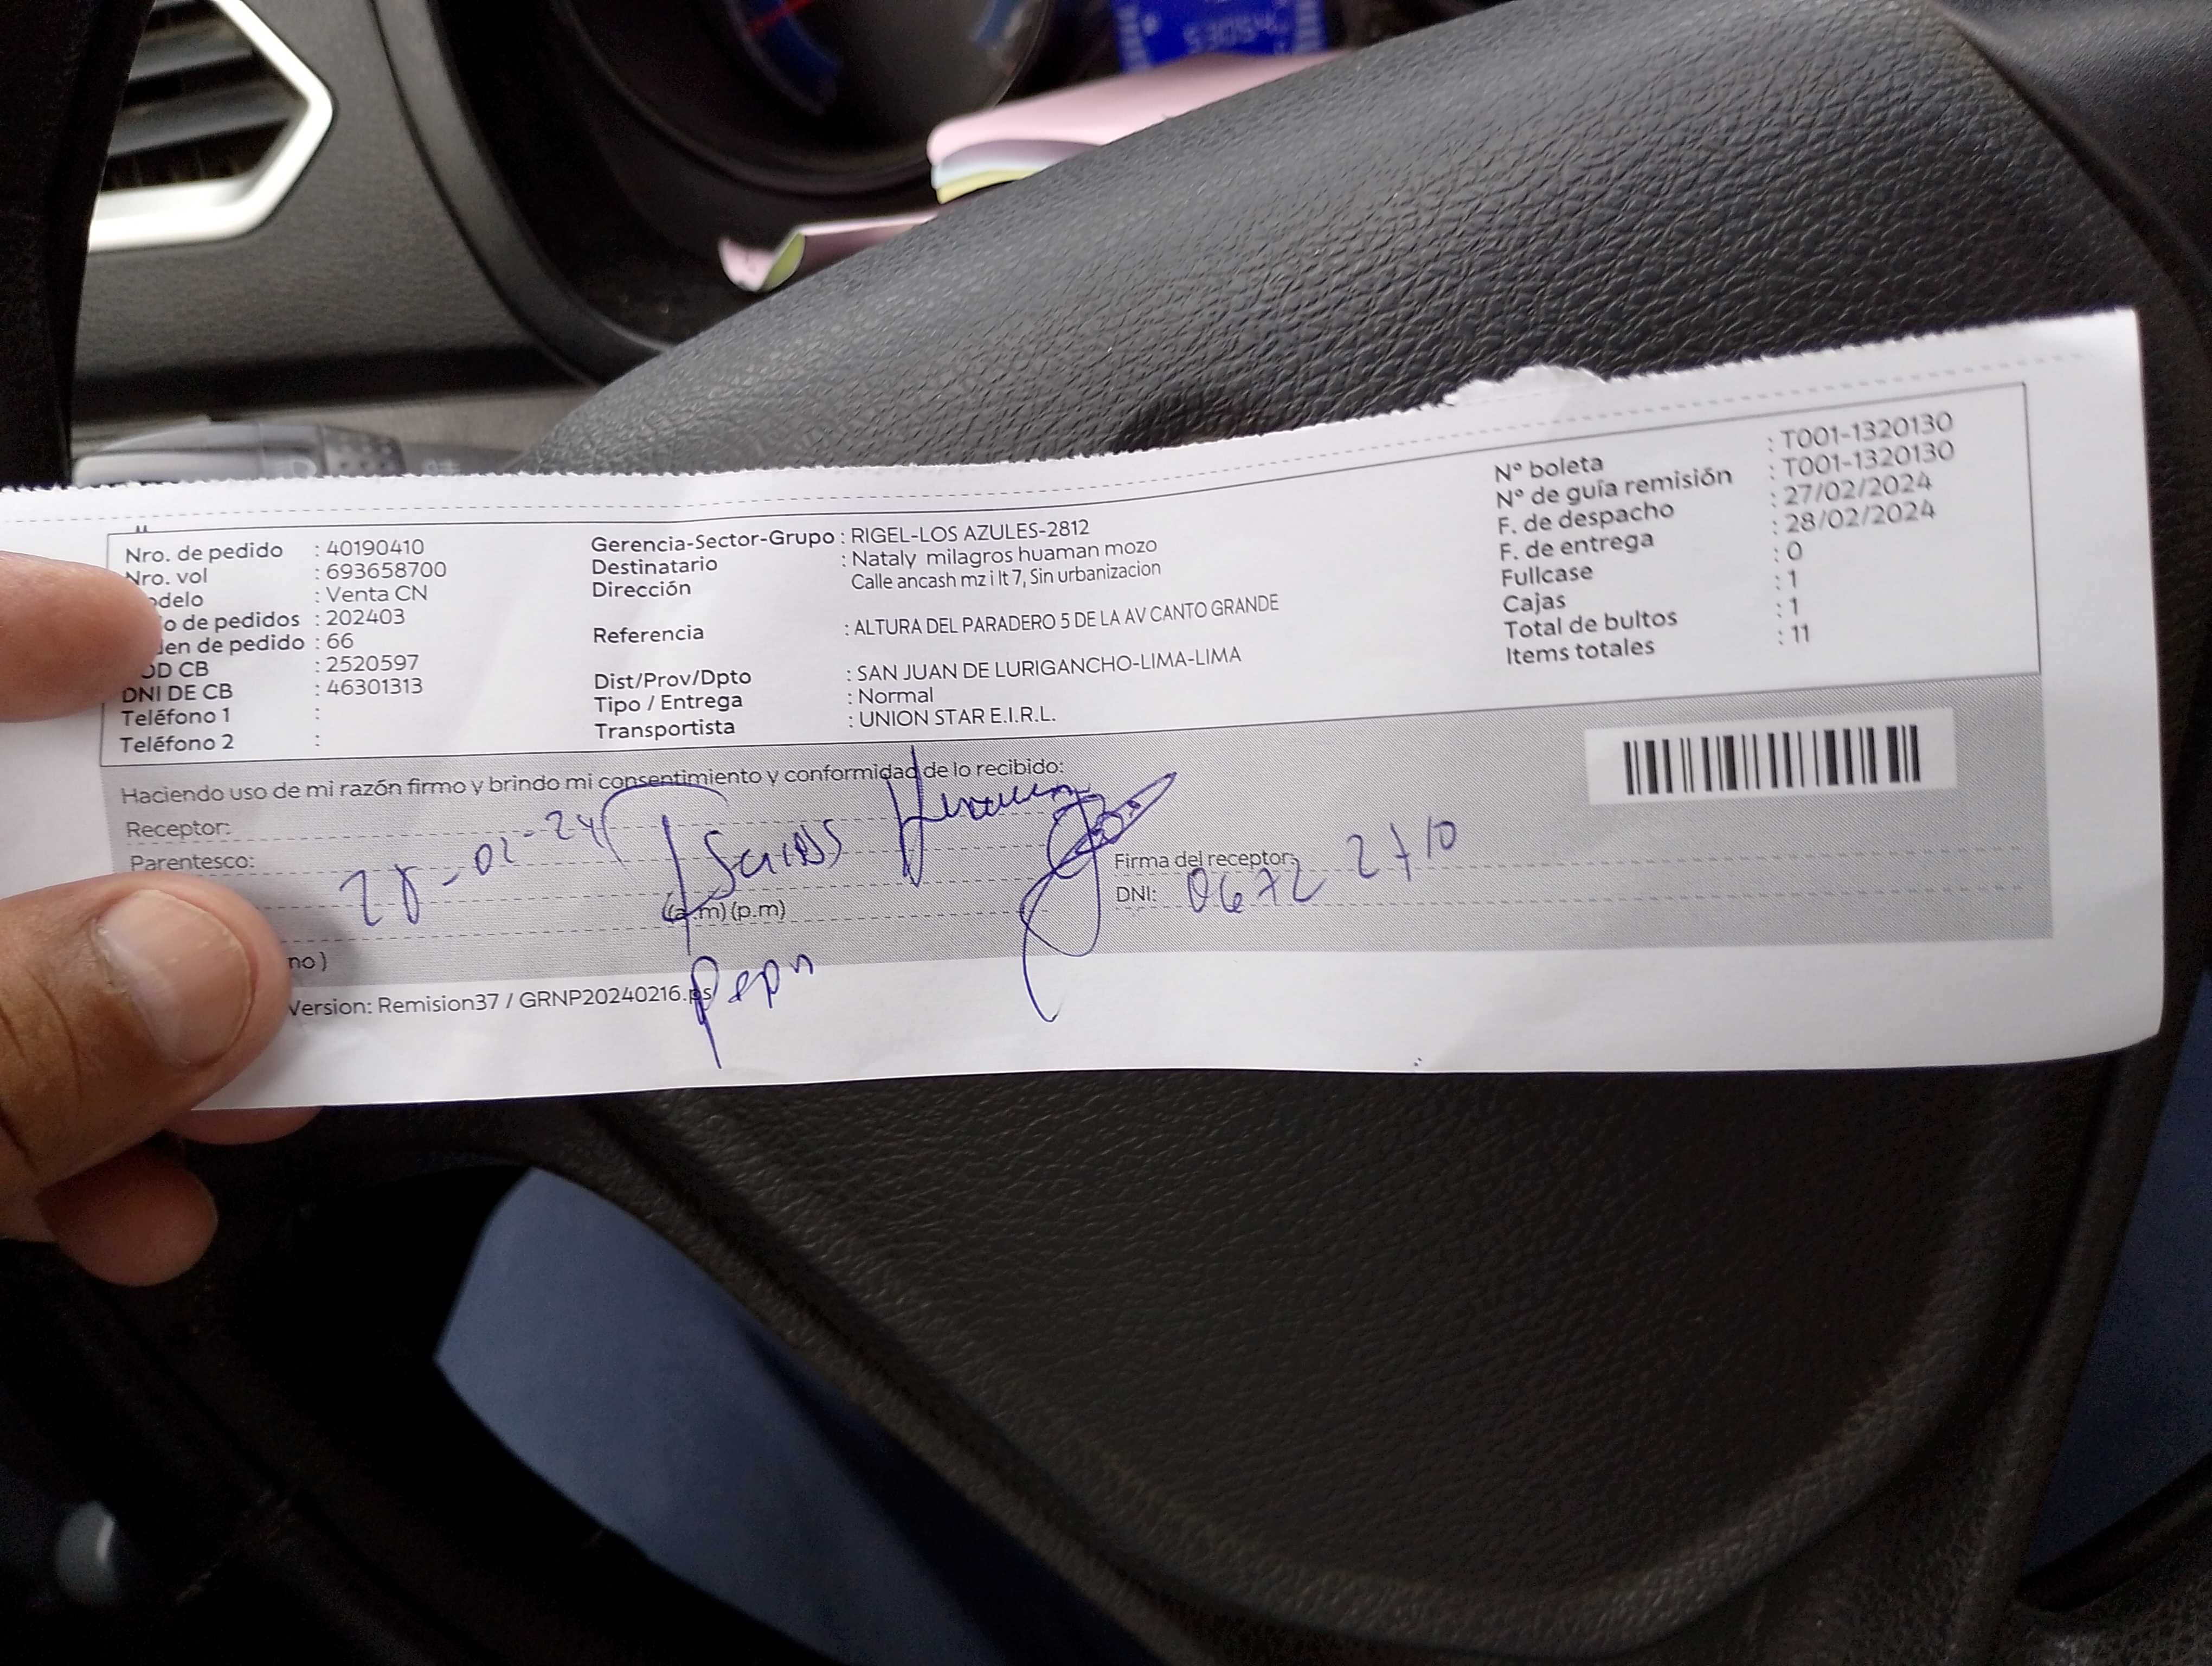 Nro. de pedido : 40190410
Nro. vol : 693658700
odelo : Venta CN
o de pedidos : 202403
den de pedido : 66
OD CB : 2520597
DNI DE CB : 46301313
Teléfono 1 :
Teléfono 2 :
Gerencia-Sector-Grupo : RIGEL-LOS AZULES-2812
Destinatario : Nataly milagros huaman mozo
Dirección Calle ancash mz i lt 7, Sin urbanizacion
Referencia : ALTURA DEL PARADERO 5 DE LA AV CANTO GRANDE
Dist/Prov/Dpto : SAN JUAN DE LURIGANCHO-LIMA-LIMA
Tipo / Entrega : Normal
Transportista : UNION STAR E.I.R.L.
N° boleta : T001-1320130
N° de guía remisión : T001-1320130
F. de despacho : 27/02/2024
F. de entrega : 28/02/2024
Fullcase : 0
Cajas : 1
Total de bultos : 1
Items totales : 11
Haciendo uso de mi razón firmo y brindo mi consentimiento y conformidad de lo recibido:
Receptor:
Parentesco:
28-02-24
(a.m) (p.m)
Firma del receptor:
DNI: 0672 2710
no )
Version: Remision37 / GRNP20240216.ps